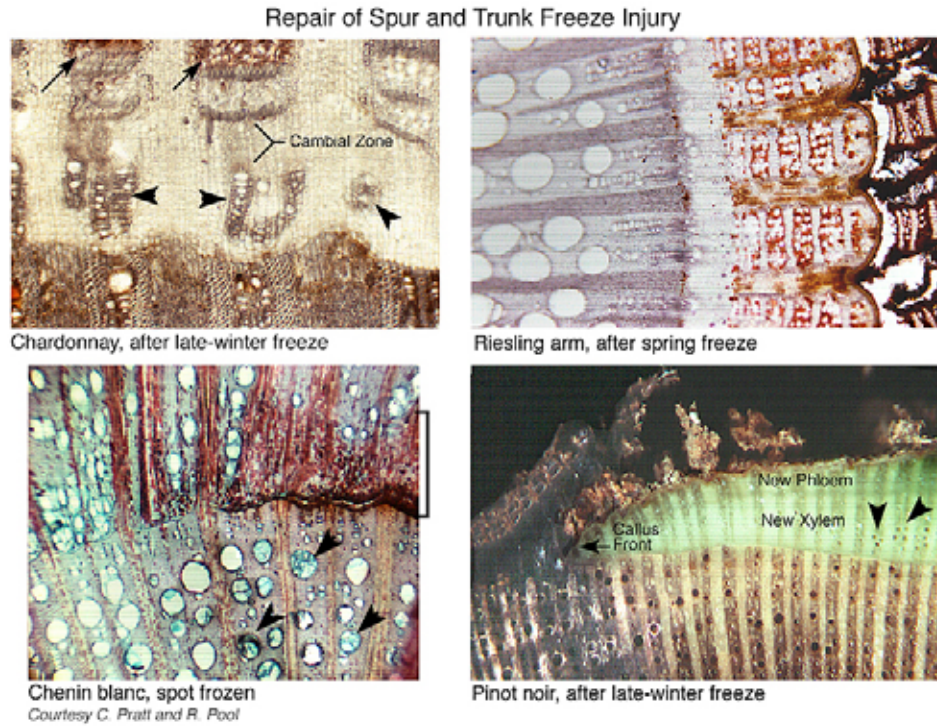 Repair of Spur and Trunk Freeze Injury
Cambial Zone
Chardonnay, after late-winter freeze
Riesling arm, after spring freeze
New Phloem
New Xylem
Callus
Front
Chenin blanc, spot frozen
Courtesy C. Pratt and R. Pool
Pinot noir, after late-winter freeze